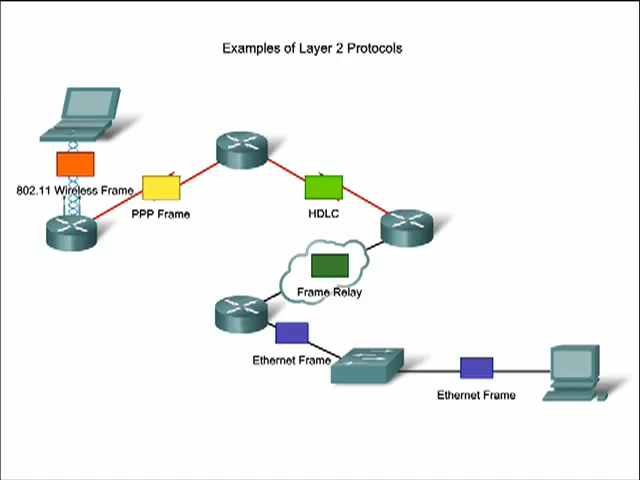 Examples of Layer 2 Protocols
802.11 Wireless Frame
PPP Frame
HDLC
Frame Relay
Ethernet Frame
Ethernet Frame